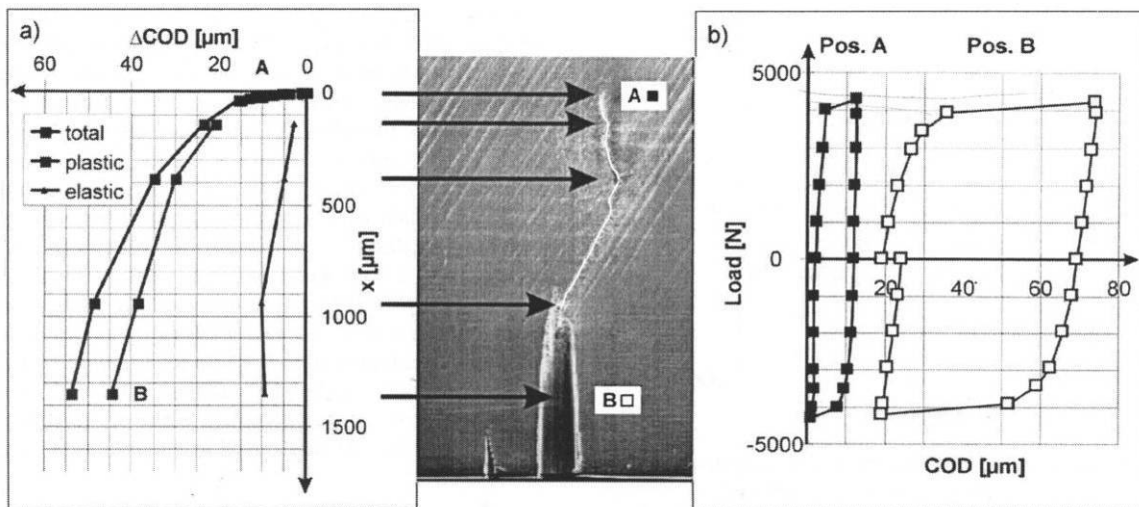 a)
ΔCOD [µm]
60
20
A
0
0
total
plastic
elastic
500
x [µm]
1000
B
1500
A
B
b)
Pos. A
Pos. B
5000
Load [N]
0
20
40
60
80
-5000
COD [µm]